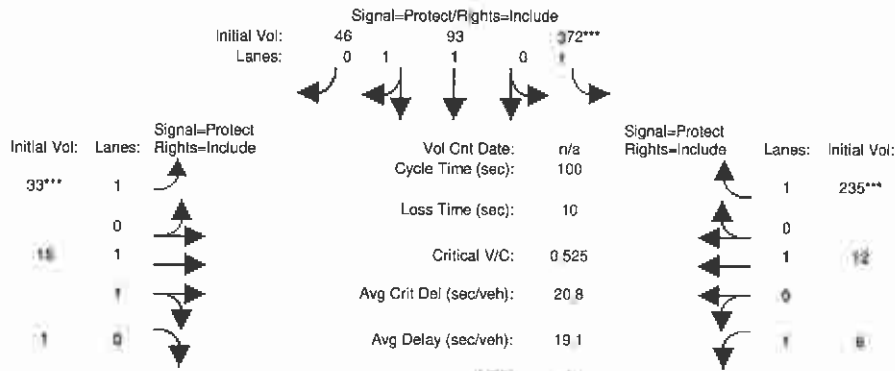 Signal=Protect/Rights=Include
Initial Vol: 46 93 372***
Lanes: 0 1 1 0 1
Signal=Protect
Rights=Include
Initial Vol: Lanes:
Vol Cnt Date: n/a
Signal=Protect
Rights=Include
Lanes: Initial Vol:
Cycle Time (sec): 100
33*** 1
1 235***
Loss Time (sec): 10
0
0
1
Critical V/C: 0.525
1 12
1
Avg Crit Del (sec/veh): 20.8
0
1 0
Avg Delay (sec/veh): 19.1
1